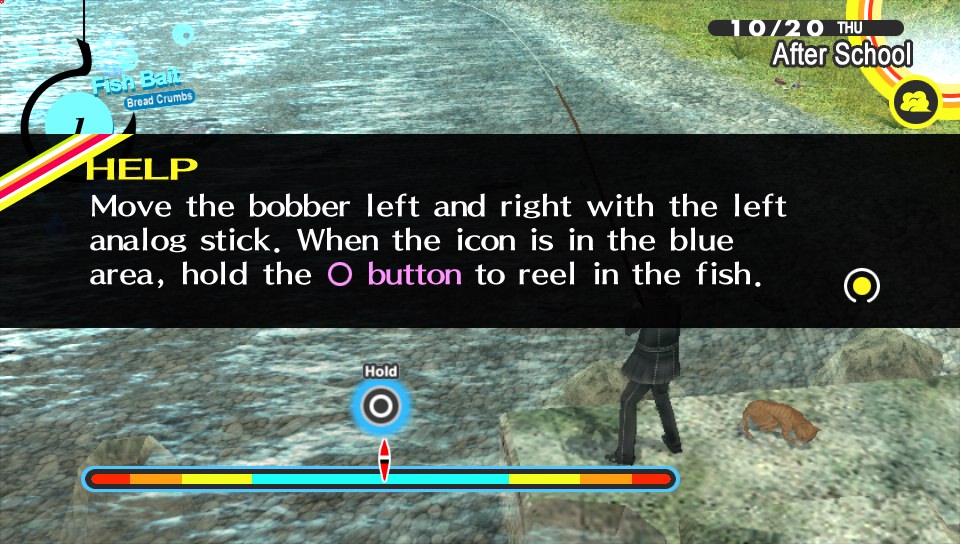 10/20 THU
After School
Fish Bait
Bread Crumbs
1
HELP
Move the bobber left and right with the left
analog stick. When the icon is in the blue
area, hold the O button to reel in the fish.
Hold